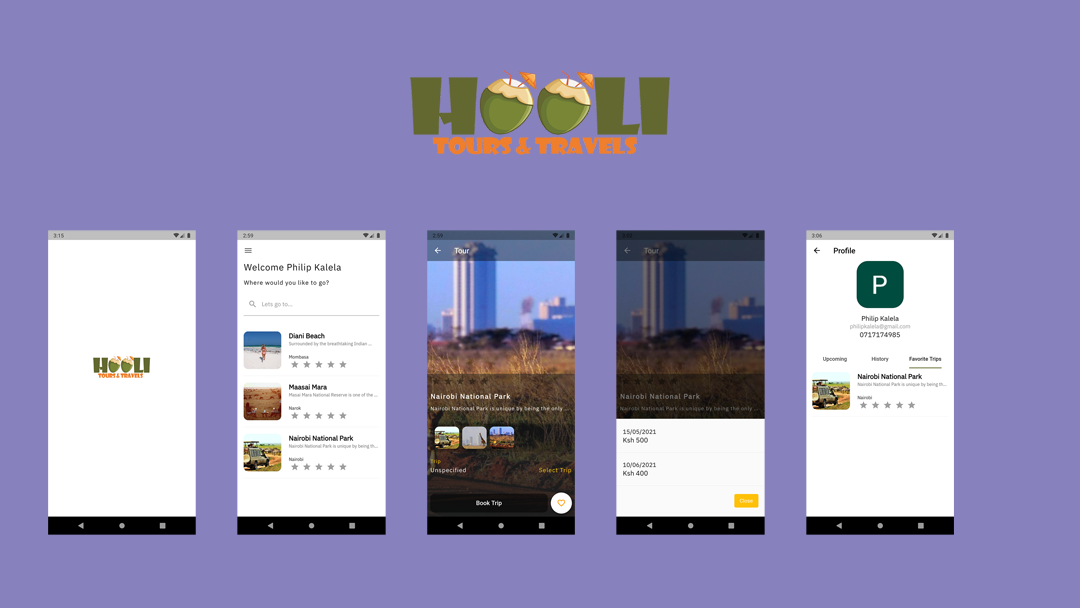 HOOLI
TOURS & TRAVELS
3:15
HOOLI
TOURS & TRAVELS
2:59
Welcome Philip Kalela
Where would you like to go?
Lets go to...
Diani Beach
Surrounded by the breathtaking Indian ...
Mombasa
Maasai Mara
Masai Mara National Reserve is one of the ...
Narok
Nairobi National Park
Nairobi National Park is unique by being th...
Nairobi
2:59
Tour
Nairobi National Park
Nairobi National Park is unique by being the only ...
Trip
Unspecified
Select Trip
Book Trip
Tour
Nairobi National Park
Nairobi National Park is unique by being the only ...
15/05/2021
Ksh 500
10/06/2021
Ksh 400
Close
3:06
Profile
P
Philip Kalela
philipkalela@gmail.com
0717174985
Upcoming
History
Favorite Trips
Nairobi National Park
Nairobi National Park is unique by being th...
Nairobi